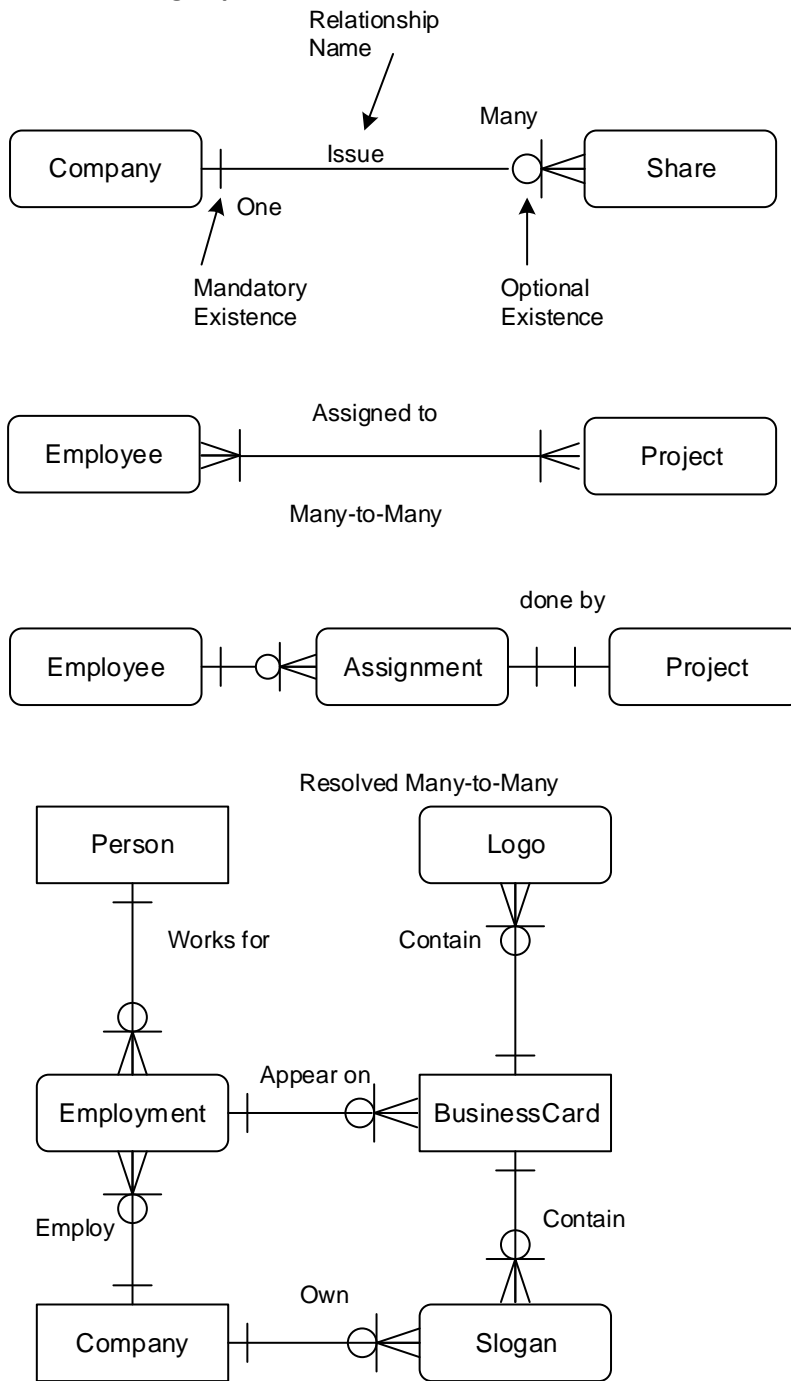 Relationship
Name
Many
Company
Issue
Share
One
Mandatory
Existence
Optional
Existence
Assigned to
Employee
Project
Many-to-Many
done by
Employee
Assignment
Project
Resolved Many-to-Many
Person
Logo
Works for
Contain
Appear on
Employment
BusinessCard
Employ
Contain
Own
Company
Slogan